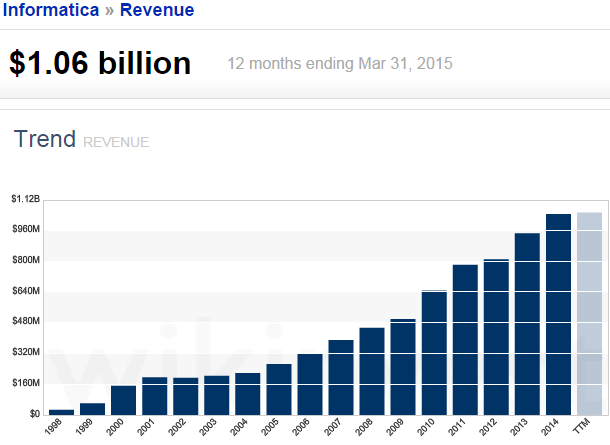 Informatica » Revenue
$1.06 billion 12 months ending Mar 31, 2015
Trend REVENUE
$1.12B
$960M
$800M
$640M
$480M
$320M
$160M
$0
1998 1999 2000 2001 2002 2003 2004 2005 2006 2007 2008 2009 2010 2011 2012 2013 2014 TTM